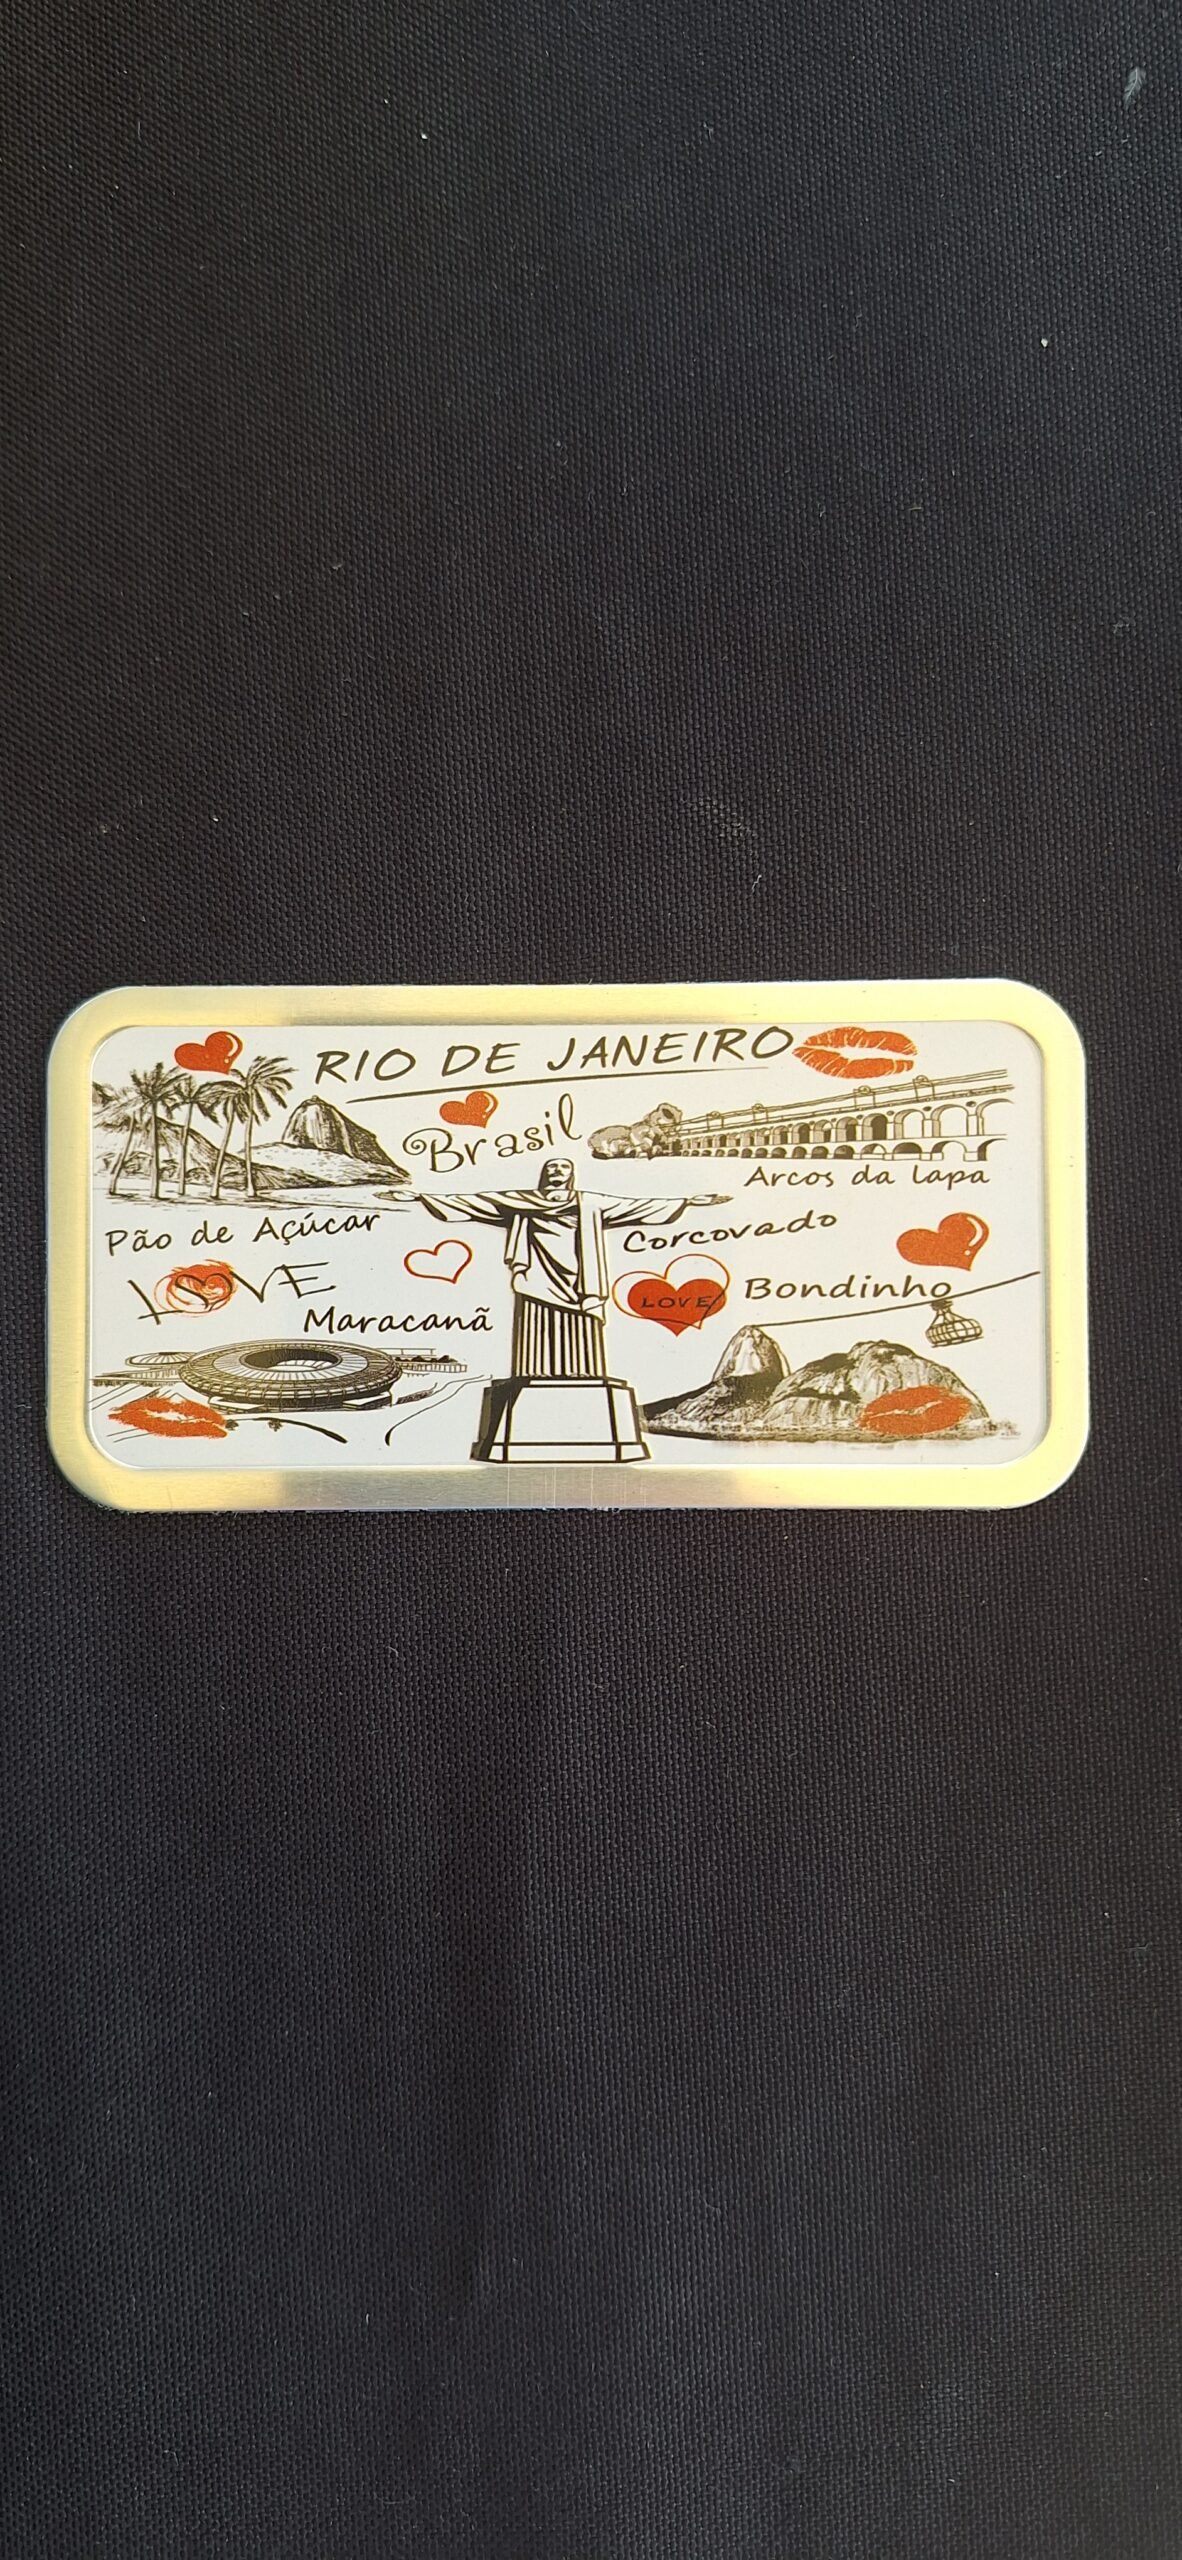 RIO DE JANEIRO
Brasil
Arcos da Lapa
Pão de Açúcar
Corcovado
LOVE
LOVE
Bondinho
Maracanã